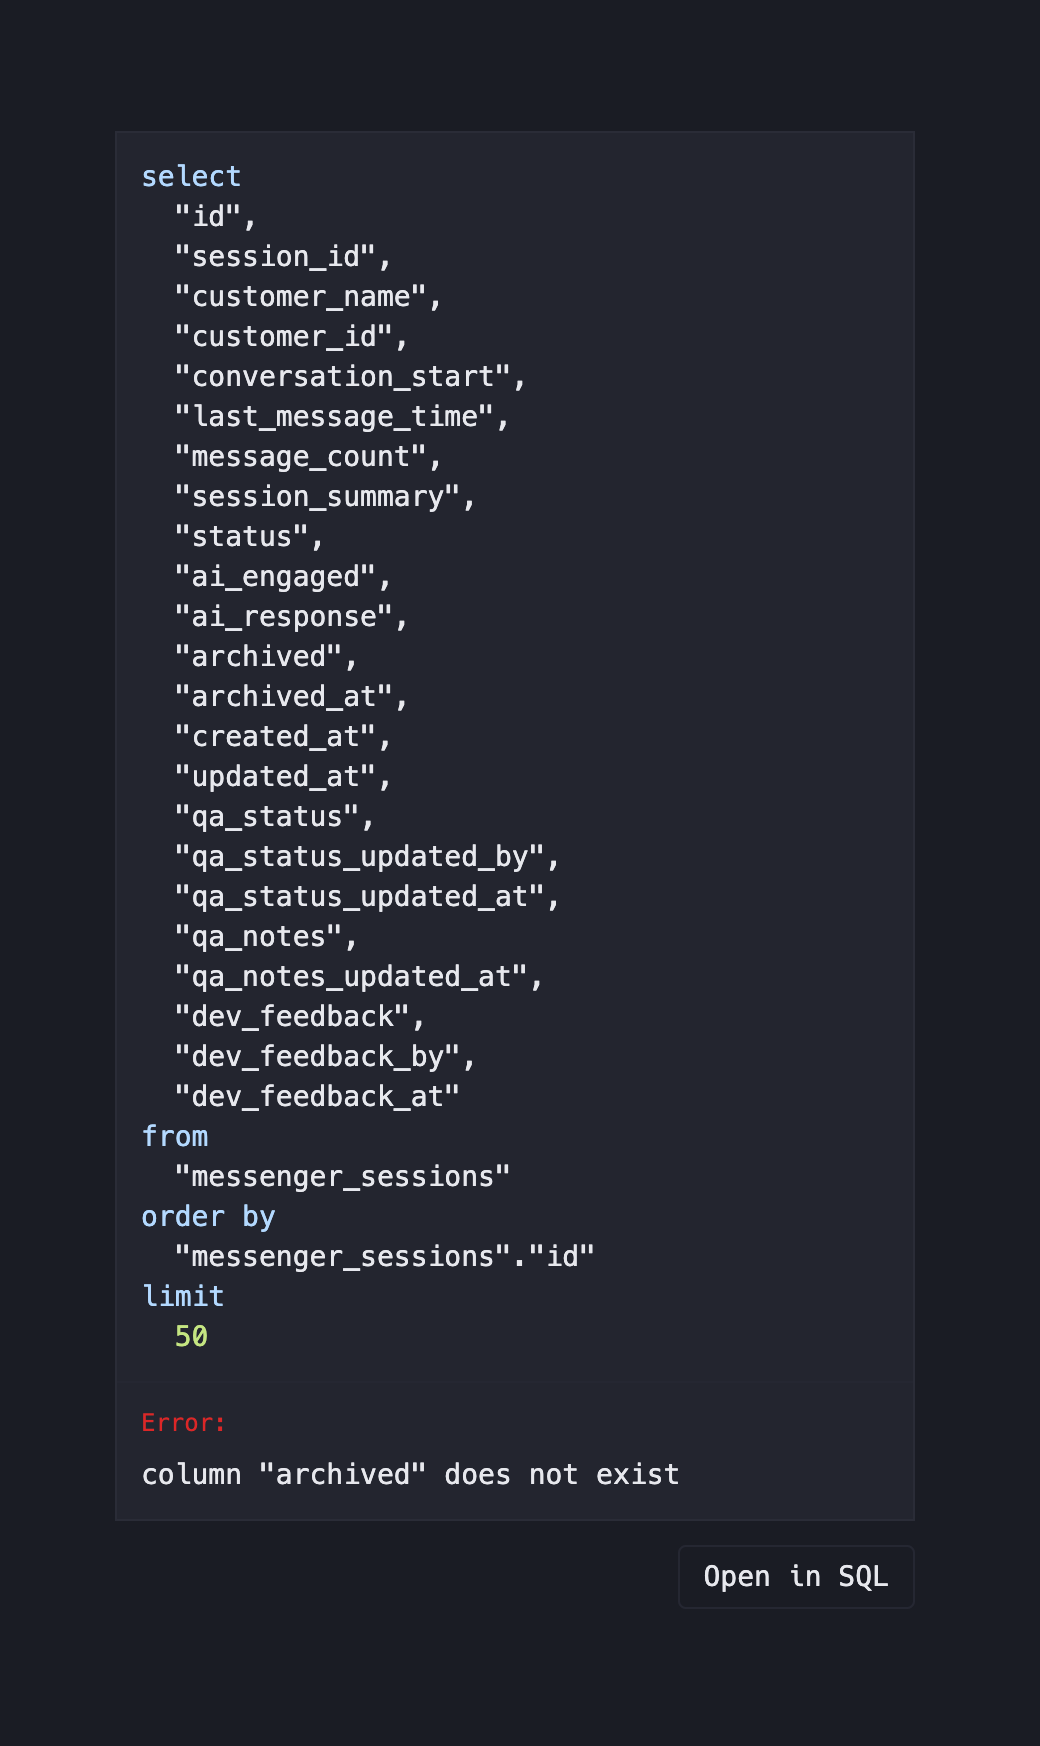 select
"id",
"session_id",
"customer_name",
"customer_id",
"conversation_start",
"last_message_time",
"message_count",
"session_summary",
"status",
"ai_engaged",
"ai_response",
"archived",
"archived_at",
"created_at",
"updated_at",
"qa_status",
"qa_status_updated_by",
"qa_status_updated_at",
"qa_notes",
"qa_notes_updated_at",
"dev_feedback",
"dev_feedback_by",
"dev_feedback_at"
from
"messenger_sessions"
order by
"messenger_sessions"."id"
limit
50
Error:
column "archived" does not exist
Open in SQL